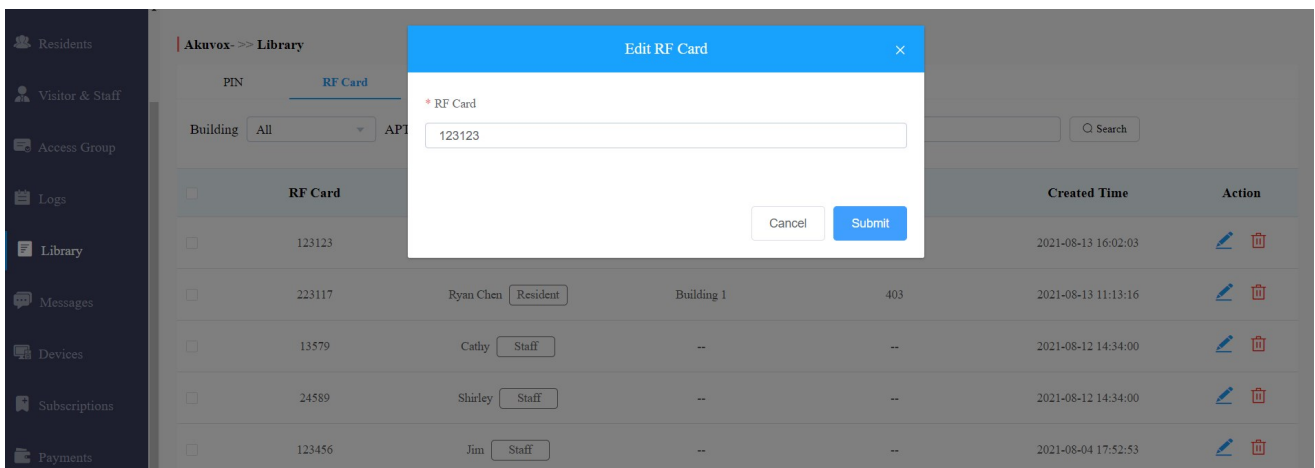 Residents
Visitor & Staff
Access Group
Logs
Library
Messages
Devices
Subscriptions
Payments
Akuvox- >> Library
PIN RF Card
Building All APT
Search
Edit RF Card
* RF Card
123123
Cancel Submit
RF Card Created Time Action
123123 2021-08-13 16:02:03
223117 Ryan Chen Resident Building 1 403 2021-08-13 11:13:16
13579 Cathy Staff -- -- 2021-08-12 14:34:00
24589 Shirley Staff -- -- 2021-08-12 14:34:00
123456 Jim Staff -- -- 2021-08-04 17:52:53